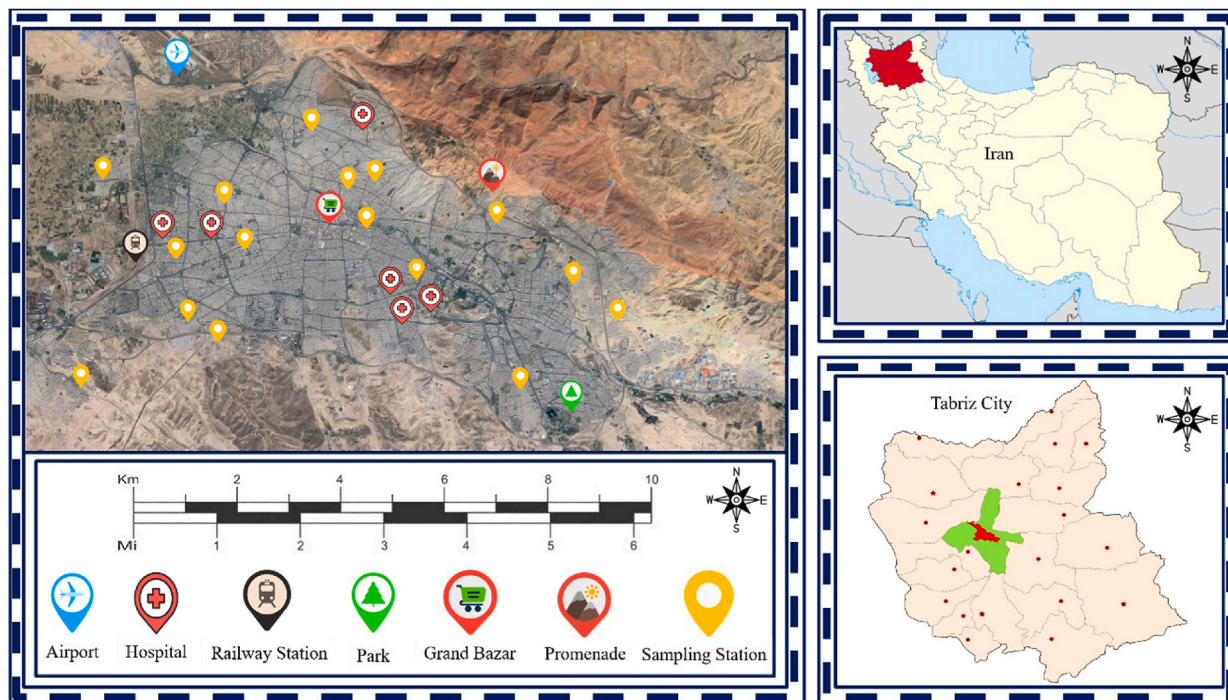 Km 2 4 6 8 10
Mi 1 2 3 4 5 6
N
W E
S
Airport Hospital Railway Station Park Grand Bazar Promenade Sampling Station
N
W E
S
Iran
Tabriz City
N
W E
S